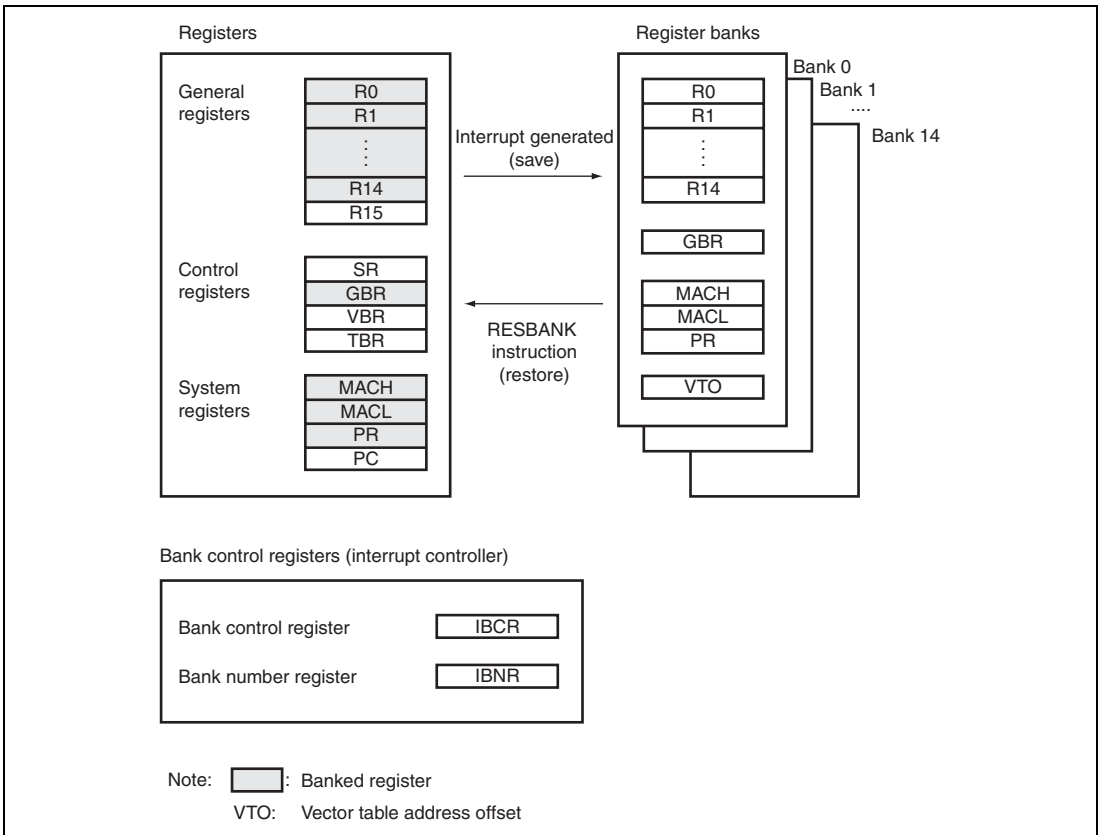 Registers
General
registers
R0
R1
⋮
R14
R15
Control
registers
SR
GBR
VBR
TBR
System
registers
MACH
MACL
PR
PC
Interrupt generated
(save)
RESBANK
instruction
(restore)
Register banks
Bank 0
Bank 1
....
Bank 14
R0
R1
⋮
R14
GBR
MACH
MACL
PR
VTO
Bank control registers (interrupt controller)
Bank control register IBCR
Bank number register IBNR
Note: : Banked register
VTO: Vector table address offset